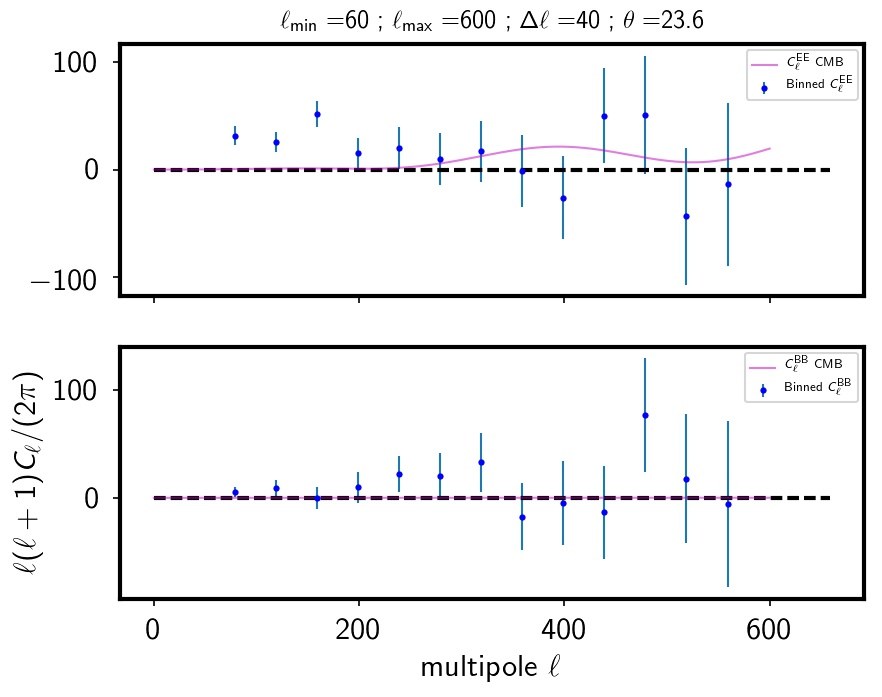 ℓmin =60 ; ℓmax =600 ; Δℓ =40 ; θ =23.6
100
0
−100
C_ℓ^EE CMB
Binned C_ℓ^EE
ℓ(ℓ + 1)C_ℓ/(2π)
100
0
C_ℓ^BB CMB
Binned C_ℓ^BB
0 200 400 600
multipole ℓ